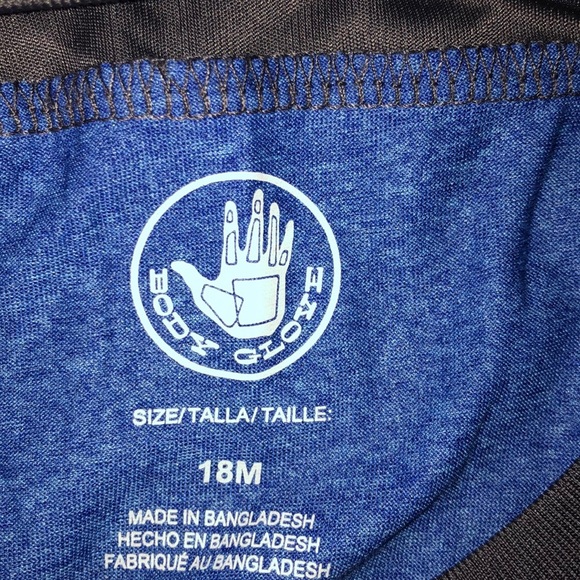 BODY GLOVE
SIZE/TALLA/TAILLE:
18M
MADE IN BANGLADESH
HECHO EN BANGLADESH
FABRIQUÉ AU BANGLADESH